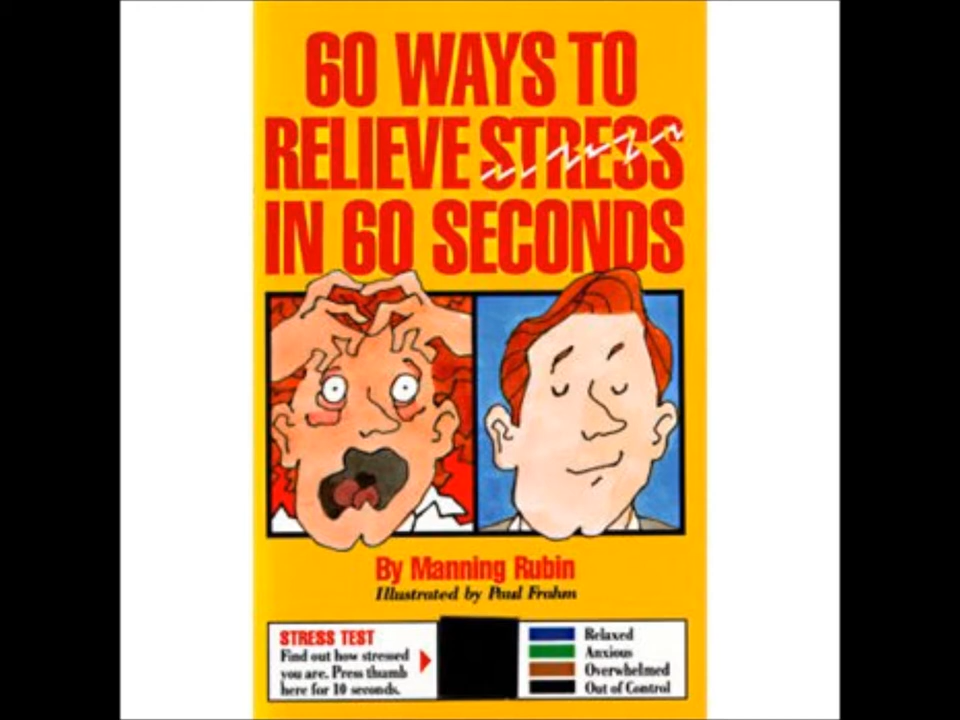 60 WAYS TO
RELIEVE STRESS
IN 60 SECONDS
By Manning Rubin
Illustrated by Paul Frahm
STRESS TEST
Find out how stressed
you are. Press thumb
here for 10 seconds.
Relaxed
Anxious
Overwhelmed
Out of Control